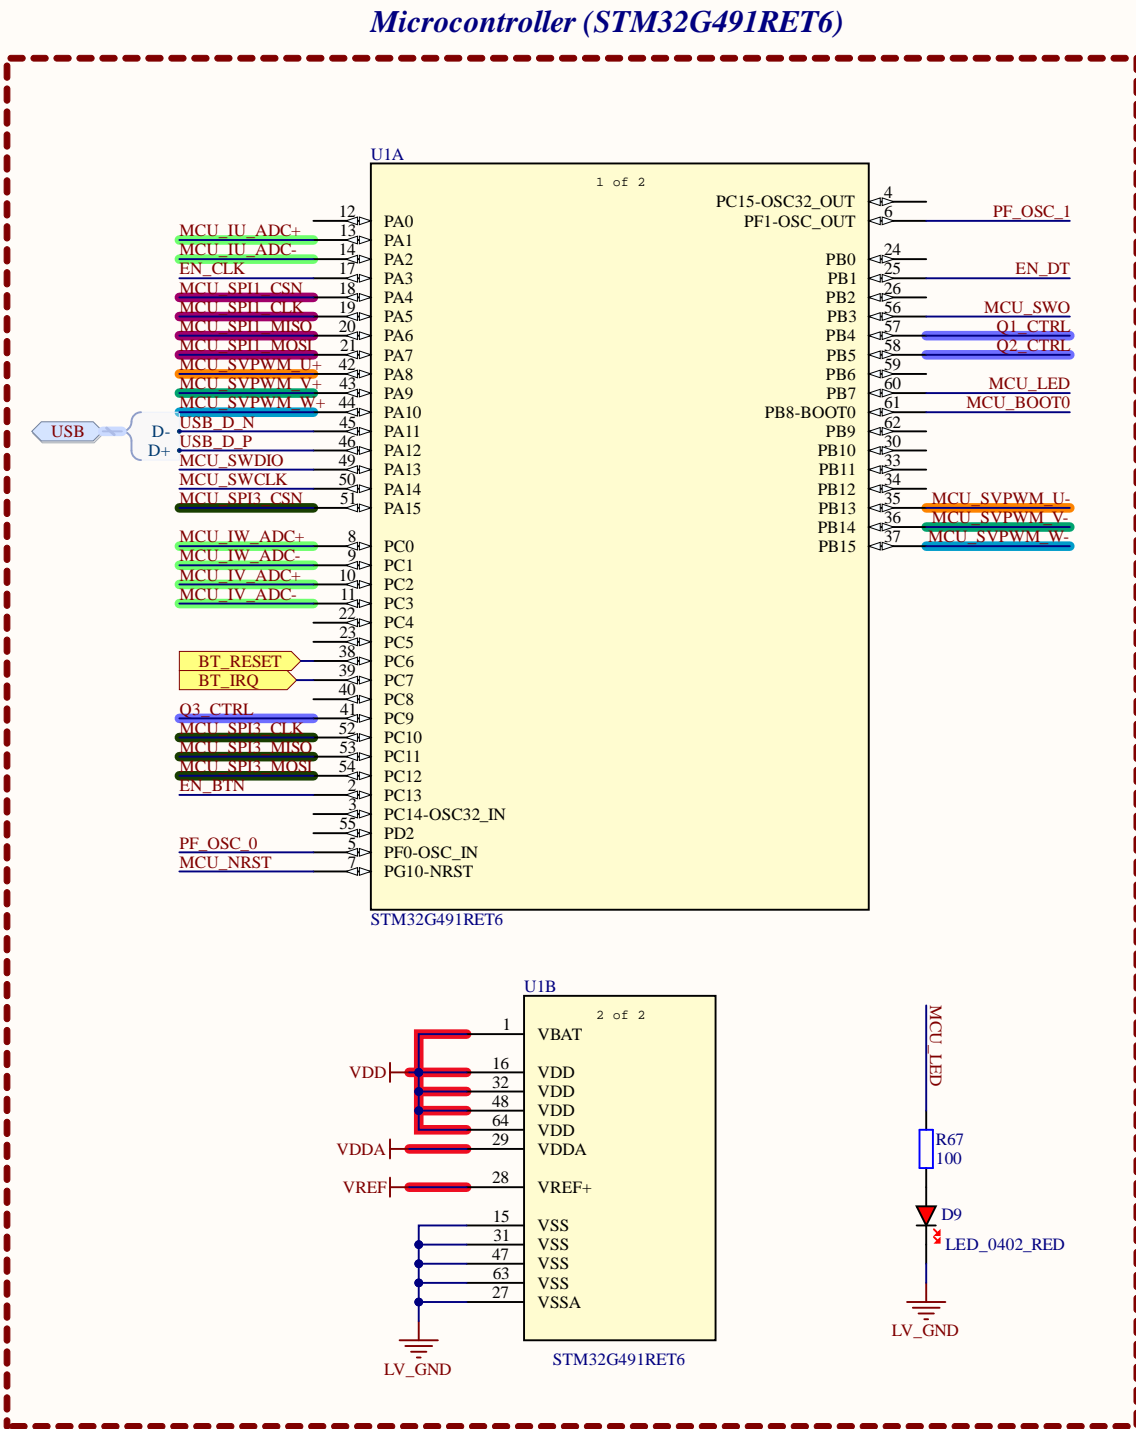 Microcontroller (STM32G491RET6)
U1A
1 of 2
12 PA0
MCU_IU_ADC+ 13 PA1
MCU_IU_ADC- 14 PA2
EN_CLK 17 PA3
MCU_SPI1_CSN 18 PA4
MCU_SPI1_CLK 19 PA5
MCU_SPI1_MISO 20 PA6
MCU_SPI1_MOSI 21 PA7
MCU_SVPWM_U+ 42 PA8
MCU_SVPWM_V+ 43 PA9
MCU_SVPWM_W+ 44 PA10
USB D- USB_D_N 45 PA11
D+ USB_D_P 46 PA12
MCU_SWDIO 49 PA13
MCU_SWCLK 50 PA14
MCU_SPI3_CSN 51 PA15
MCU_IW_ADC+ 8 PC0
MCU_IW_ADC- 9 PC1
MCU_IV_ADC+ 10 PC2
MCU_IV_ADC- 11 PC3
22 PC4
23 PC5
BT_RESET 38 PC6
BT_IRQ 39 PC7
40 PC8
Q3_CTRL 41 PC9
MCU_SPI3_CLK 52 PC10
MCU_SPI3_MISO 53 PC11
MCU_SPI3_MOSI 54 PC12
EN_BTN 2 PC13
3 PC14-OSC32_IN
55 PD2
PF_OSC_0 5 PF0-OSC_IN
MCU_NRST 7 PG10-NRST
PC15-OSC32_OUT 4
PF1-OSC_OUT 6 PF_OSC_1
PB0 24
PB1 25 EN_DT
PB2 26
PB3 56 MCU_SWO
PB4 57 Q1_CTRL
PB5 58 Q2_CTRL
PB6 59
PB7 60 MCU_LED
PB8-BOOT0 61 MCU_BOOT0
PB9 62
PB10 30
PB11 33
PB12 34
PB13 35 MCU_SVPWM_U-
PB14 36 MCU_SVPWM_V-
PB15 37 MCU_SVPWM_W-
STM32G491RET6
U1B
2 of 2
1 VBAT
VDD 16 VDD
32 VDD
48 VDD
64 VDD
VDDA 29 VDDA
VREF 28 VREF+
15 VSS
31 VSS
47 VSS
63 VSS
27 VSSA
LV_GND
STM32G491RET6
MCU_LED
R67
100
D9
LED_0402_RED
LV_GND